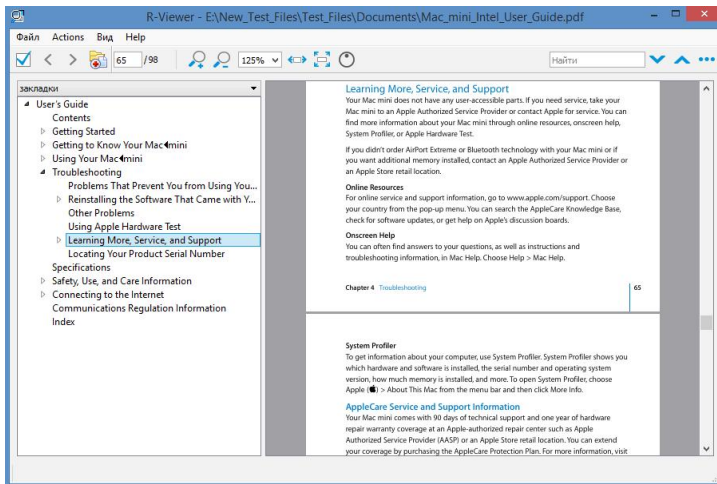 R-Viewer - E:\New_Test_Files\Test_Files\Documents\Mac_mini_Intel_User_Guide.pdf
Файл Actions Вид Help
65 /98 125% Найти
закладки
User's Guide
Contents
Getting Started
Getting to Know Your Mac mini
Using Your Mac mini
Troubleshooting
Problems That Prevent You from Using You...
Reinstalling the Software That Came with Y...
Other Problems
Using Apple Hardware Test
Learning More, Service, and Support
Locating Your Product Serial Number
Specifications
Safety, Use, and Care Information
Connecting to the Internet
Communications Regulation Information
Index
Learning More, Service, and Support
Your Mac mini does not have any user-accessible parts. If you need service, take your
Mac mini to an Apple Authorized Service Provider or contact Apple for service. You can
find more information about your Mac mini through online resources, onscreen help,
System Profiler, or Apple Hardware Test.
If you didn't order AirPort Extreme or Bluetooth technology with your Mac mini or if
you want additional memory installed, contact an Apple Authorized Service Provider or
an Apple Store retail location.
Online Resources
For online service and support information, go to www.apple.com/support. Choose
your country from the pop-up menu. You can search the AppleCare Knowledge Base,
check for software updates, or get help on Apple's discussion boards.
Onscreen Help
You can often find answers to your questions, as well as instructions and
troubleshooting information, in Mac Help. Choose Help > Mac Help.
Chapter 4 Troubleshooting 65
System Profiler
To get information about your computer, use System Profiler. System Profiler shows you
which hardware and software is installed, the serial number and operating system
version, how much memory is installed, and more. To open System Profiler, choose
Apple () > About This Mac from the menu bar and then click More Info.
AppleCare Service and Support Information
Your Mac mini comes with 90 days of technical support and one year of hardware
repair warranty coverage at an Apple-authorized repair center such as Apple
Authorized Service Provider (AASP) or an Apple Store retail location. You can extend
your coverage by purchasing the AppleCare Protection Plan. For more information, visit